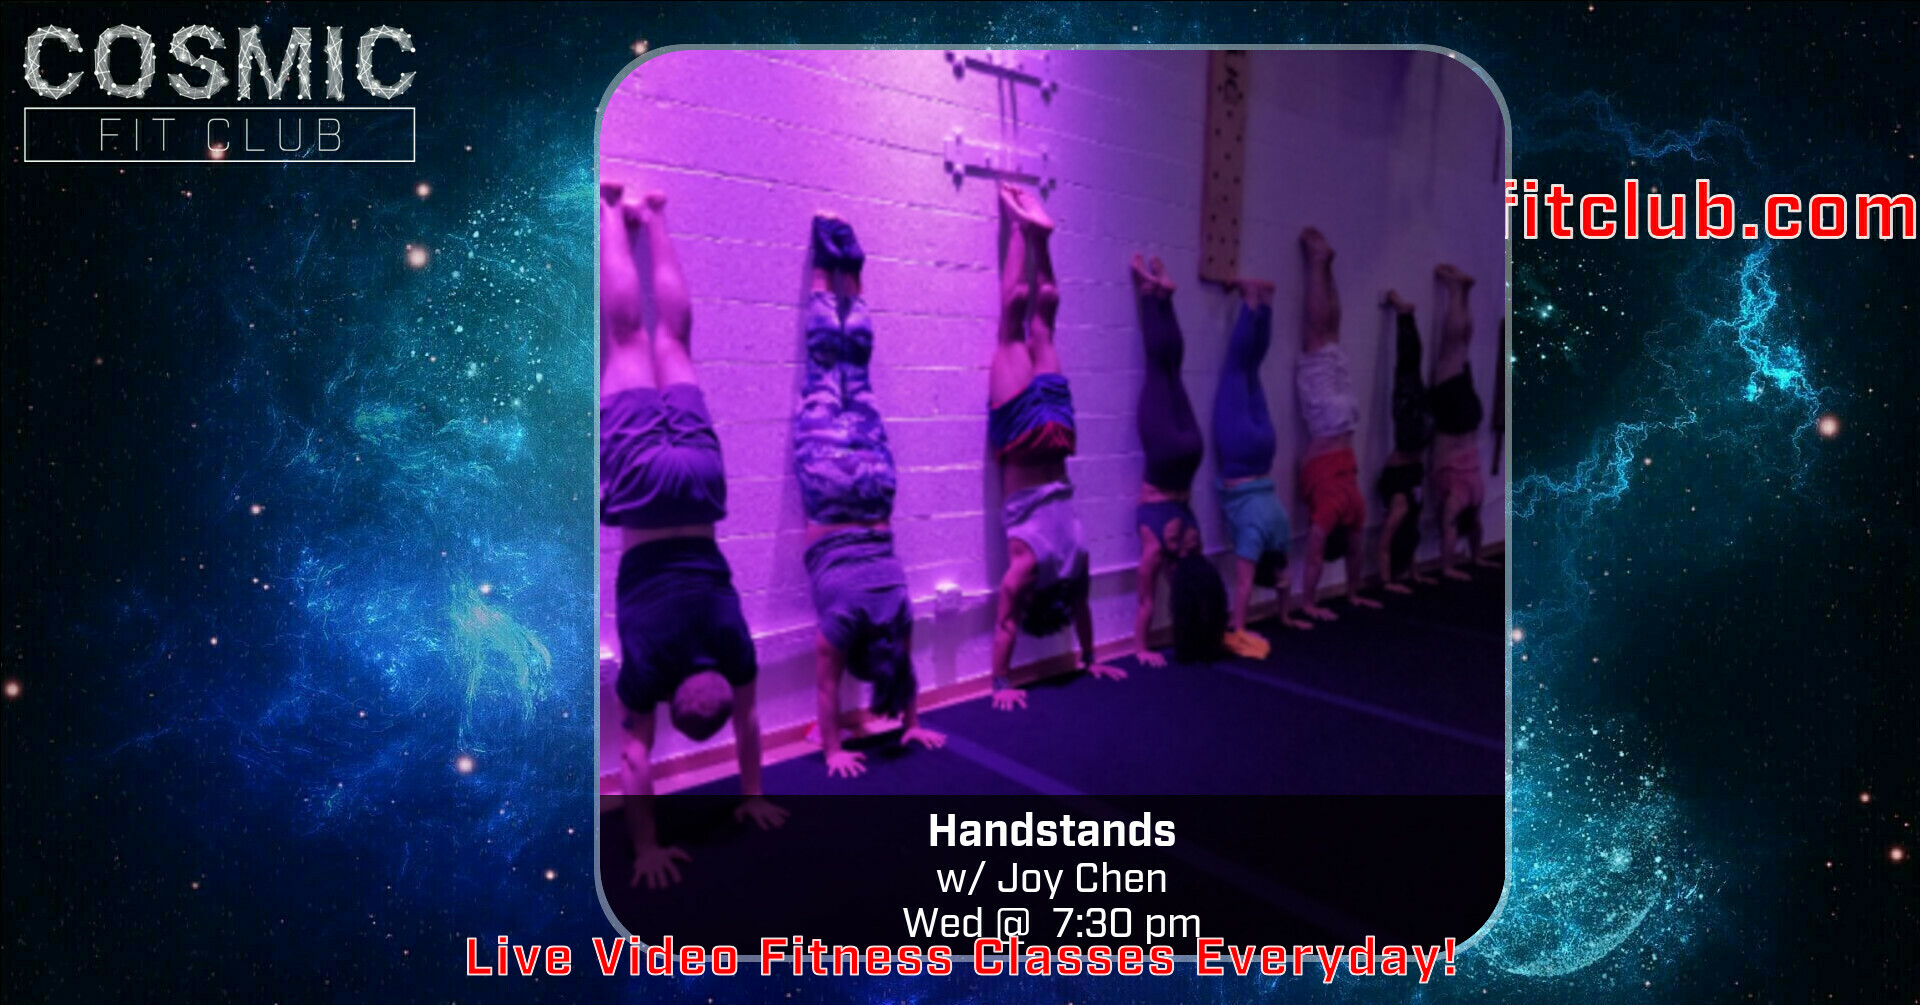 COSMIC
FIT CLUB
fitclub.com
Handstands
w/ Joy Chen
Wed @ 7:30 pm
Live Video Fitness Classes Everyday!